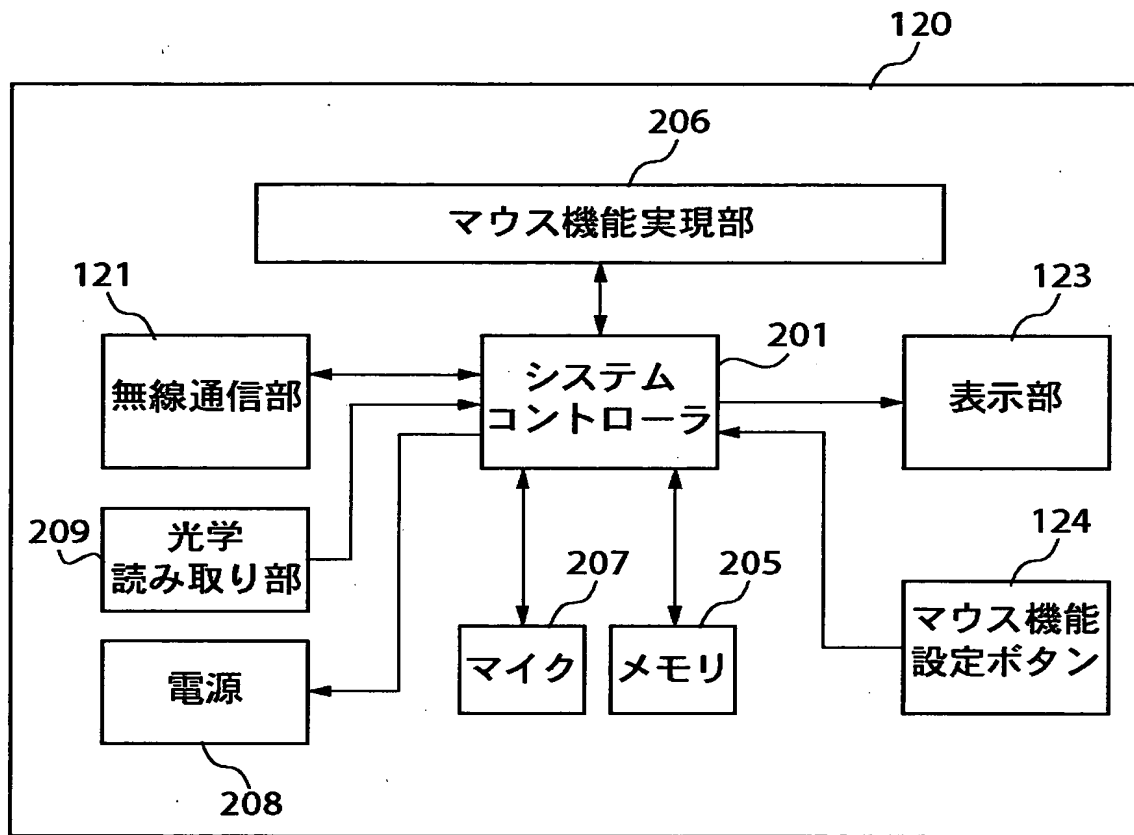 120
206
マウス機能実現部
121
123
201
無線通信部
システム
コントローラ
表示部
209
光学
読み取り部
207
205
124
マイク
メモリ
マウス機能
設定ボタン
電源
208